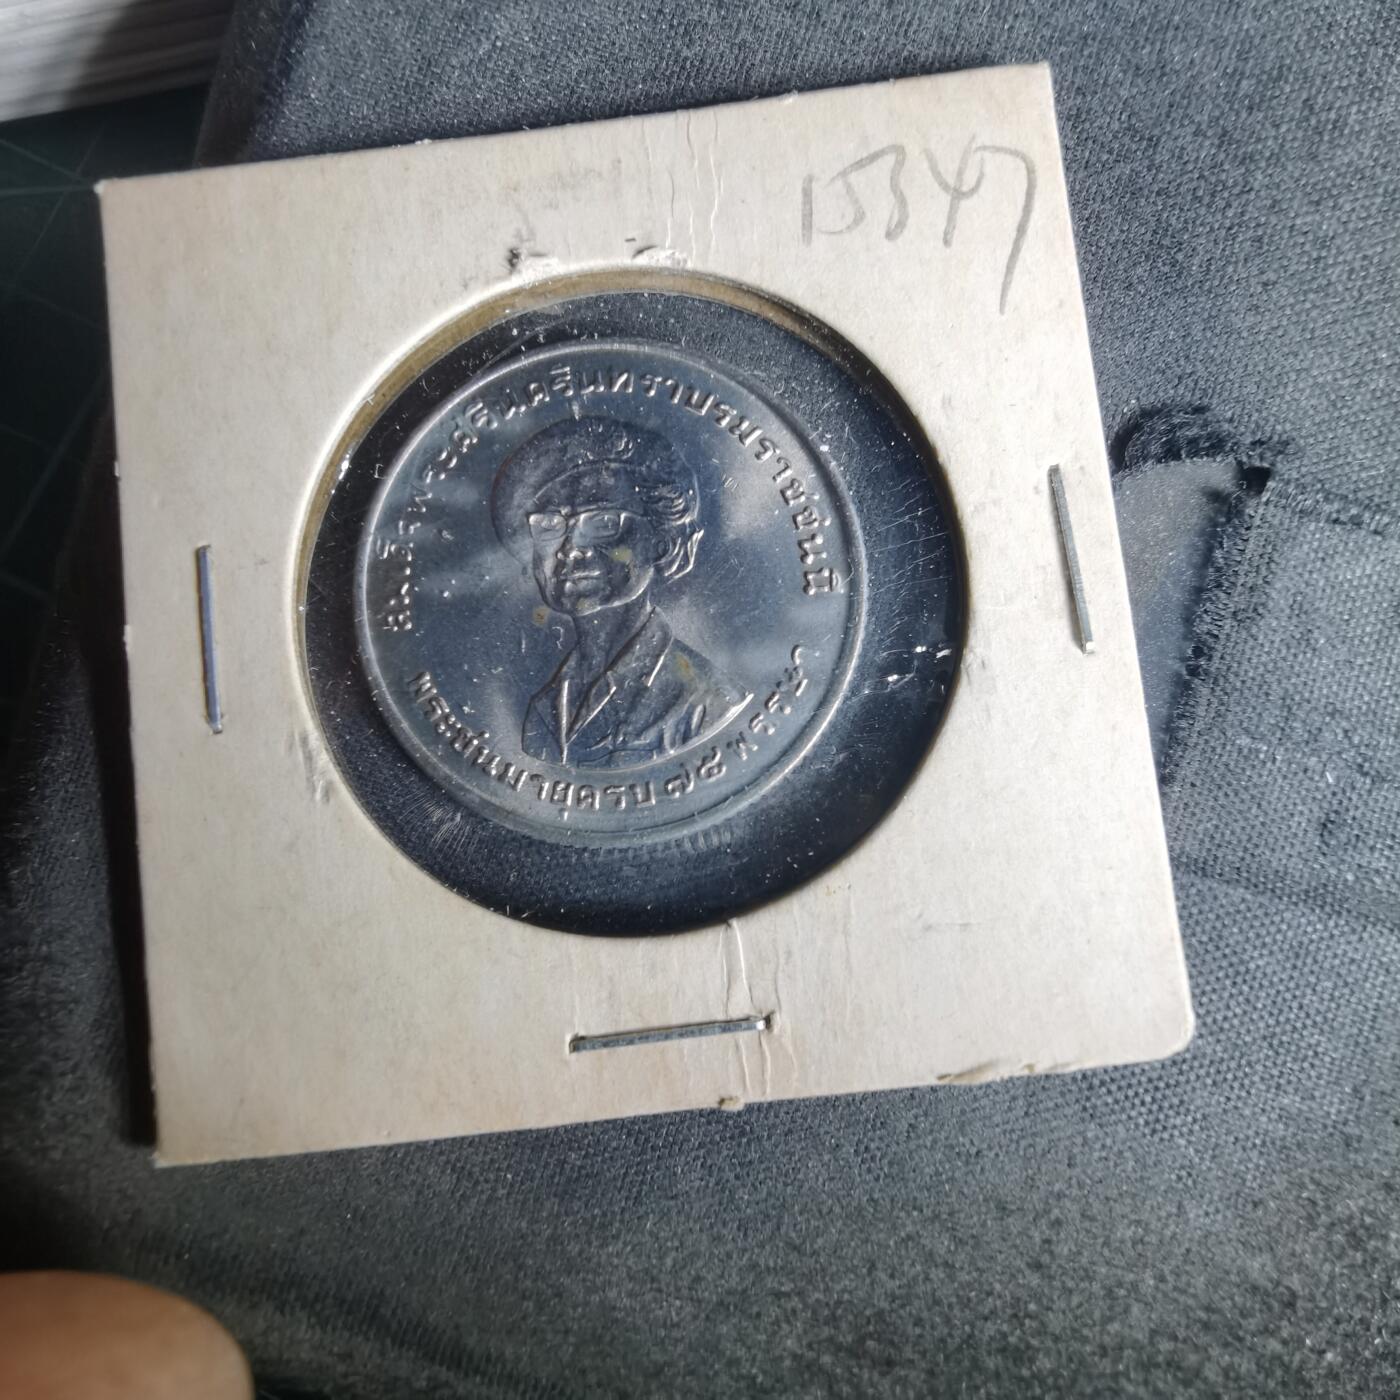 15347
สมเด็จพระศรีนครินทราบรมราชชนนี
พระชนมายุครบ ๗๕ พรรษา